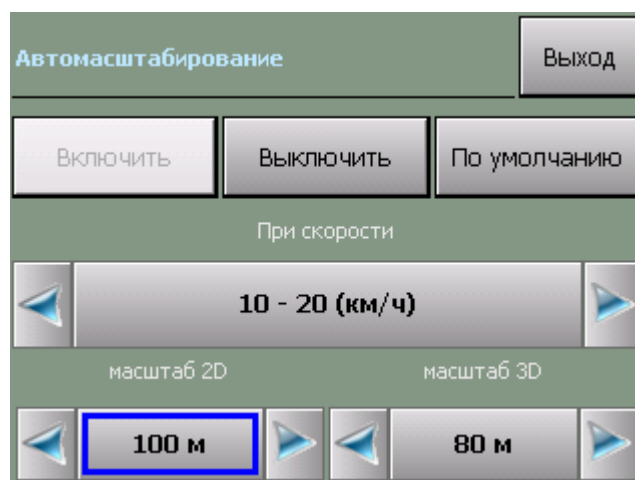 Автомасштабирование
Выход
Включить
Выключить
По умолчанию
При скорости
10 - 20 (км/ч)
масштаб 2D
масштаб 3D
100 м
80 м